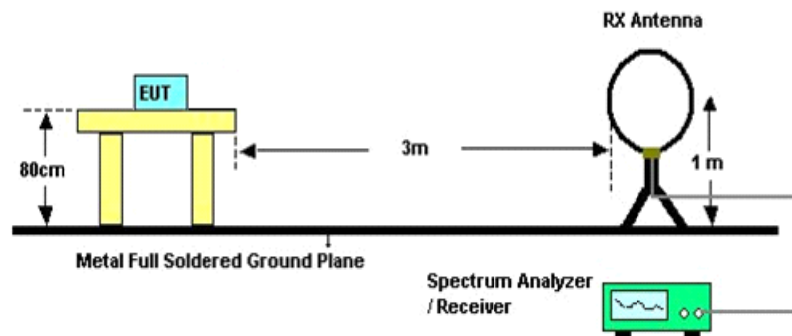 RX Antenna
EUT
80cm
3m
1 m
Metal Full Soldered Ground Plane
Spectrum Analyzer
/ Receiver